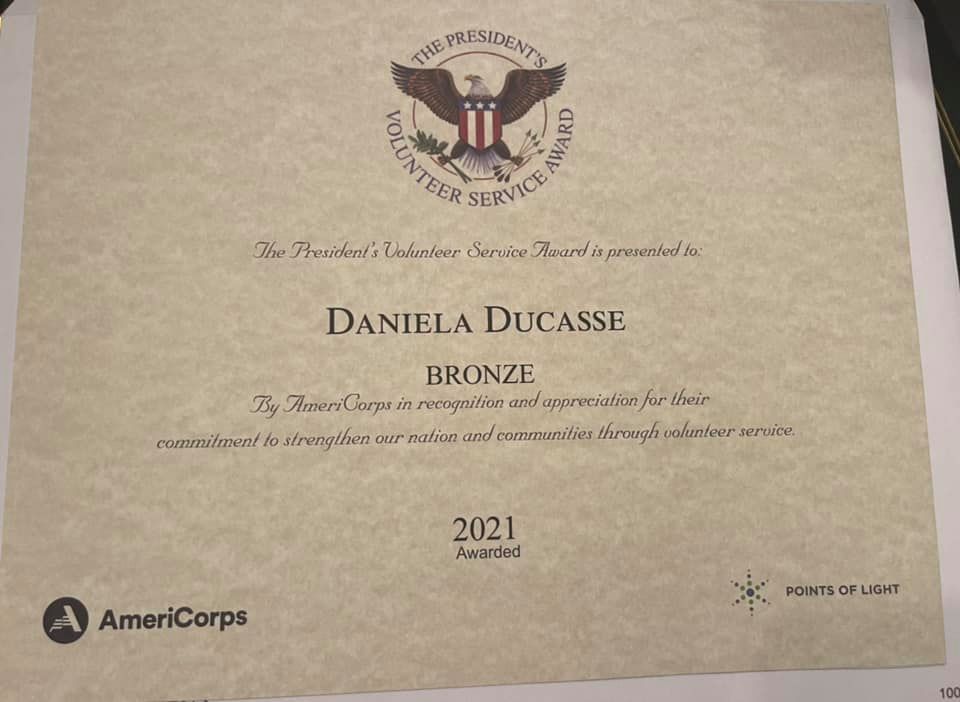 THE PRESIDENT'S
VOLUNTEER SERVICE AWARD
The President's Volunteer Service Award is presented to:
DANIELA DUCASSE
BRONZE
By AmeriCorps in recognition and appreciation for their
commitment to strengthen our nation and communities through volunteer service.
2021
Awarded
AmeriCorps
POINTS OF LIGHT
100